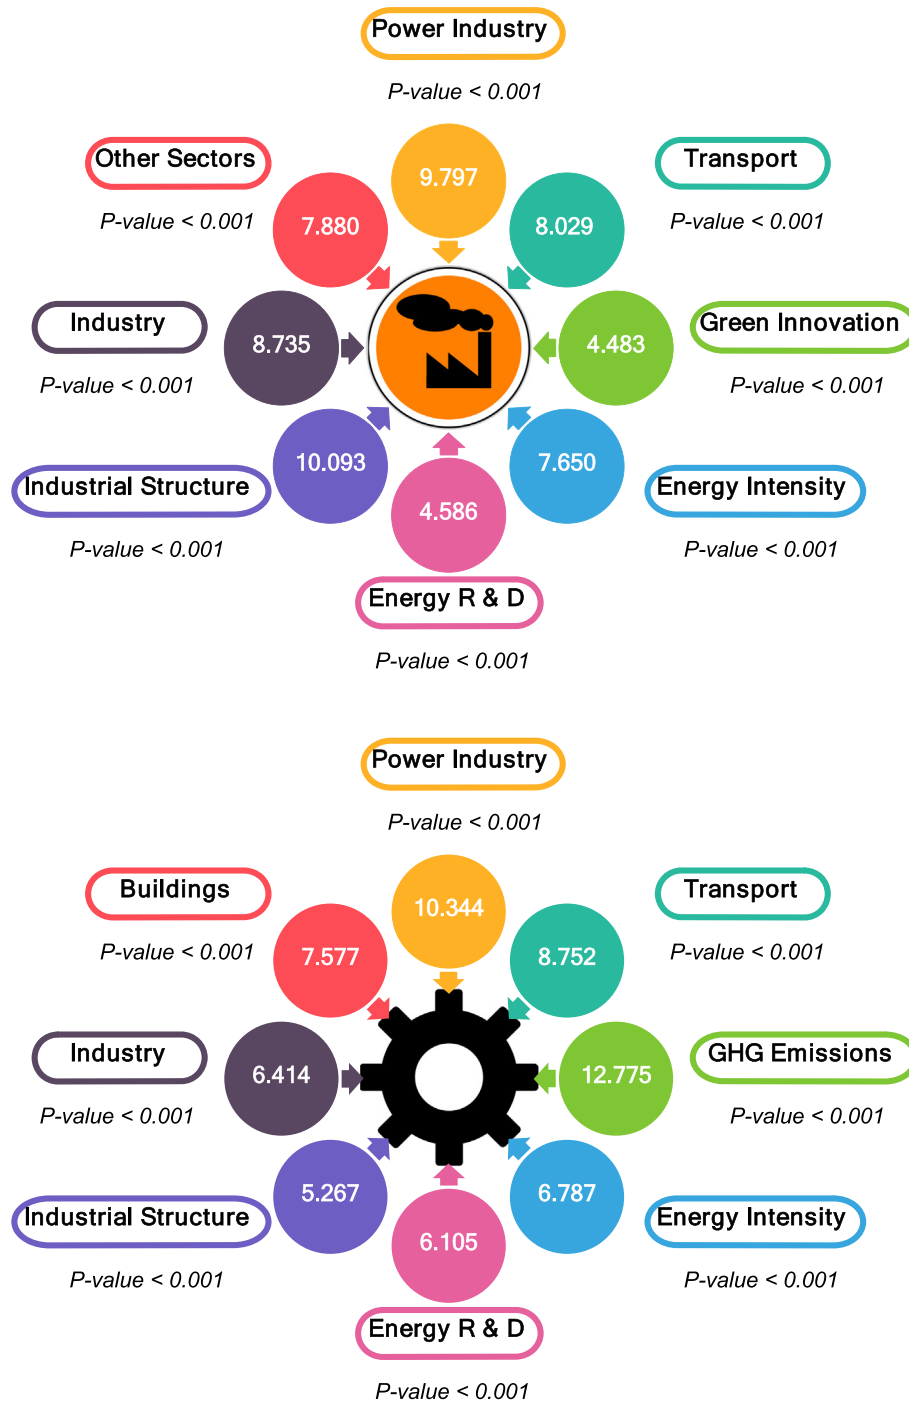 Power Industry
P-value < 0.001
Other Sectors
P-value < 0.001
9.797
Transport
P-value < 0.001
7.880
8.029
Industry
P-value < 0.001
8.735
4.483
Green Innovation
P-value < 0.001
Industrial Structure
P-value < 0.001
10.093
7.650
Energy Intensity
P-value < 0.001
4.586
Energy R & D
P-value < 0.001
Power Industry
P-value < 0.001
Buildings
P-value < 0.001
10.344
Transport
P-value < 0.001
7.577
8.752
Industry
P-value < 0.001
6.414
12.775
GHG Emissions
P-value < 0.001
Industrial Structure
P-value < 0.001
5.267
6.787
Energy Intensity
P-value < 0.001
6.105
Energy R & D
P-value < 0.001